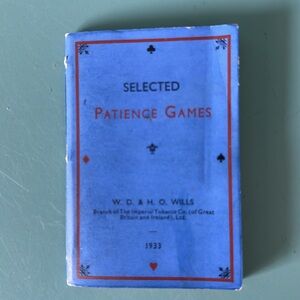 SELECTED
PATIENCE GAMES
W. D. & H. O. WILLS
Branch of The Imperial Tobacco Co. (of Great
Britain and Ireland), Ltd.
1933